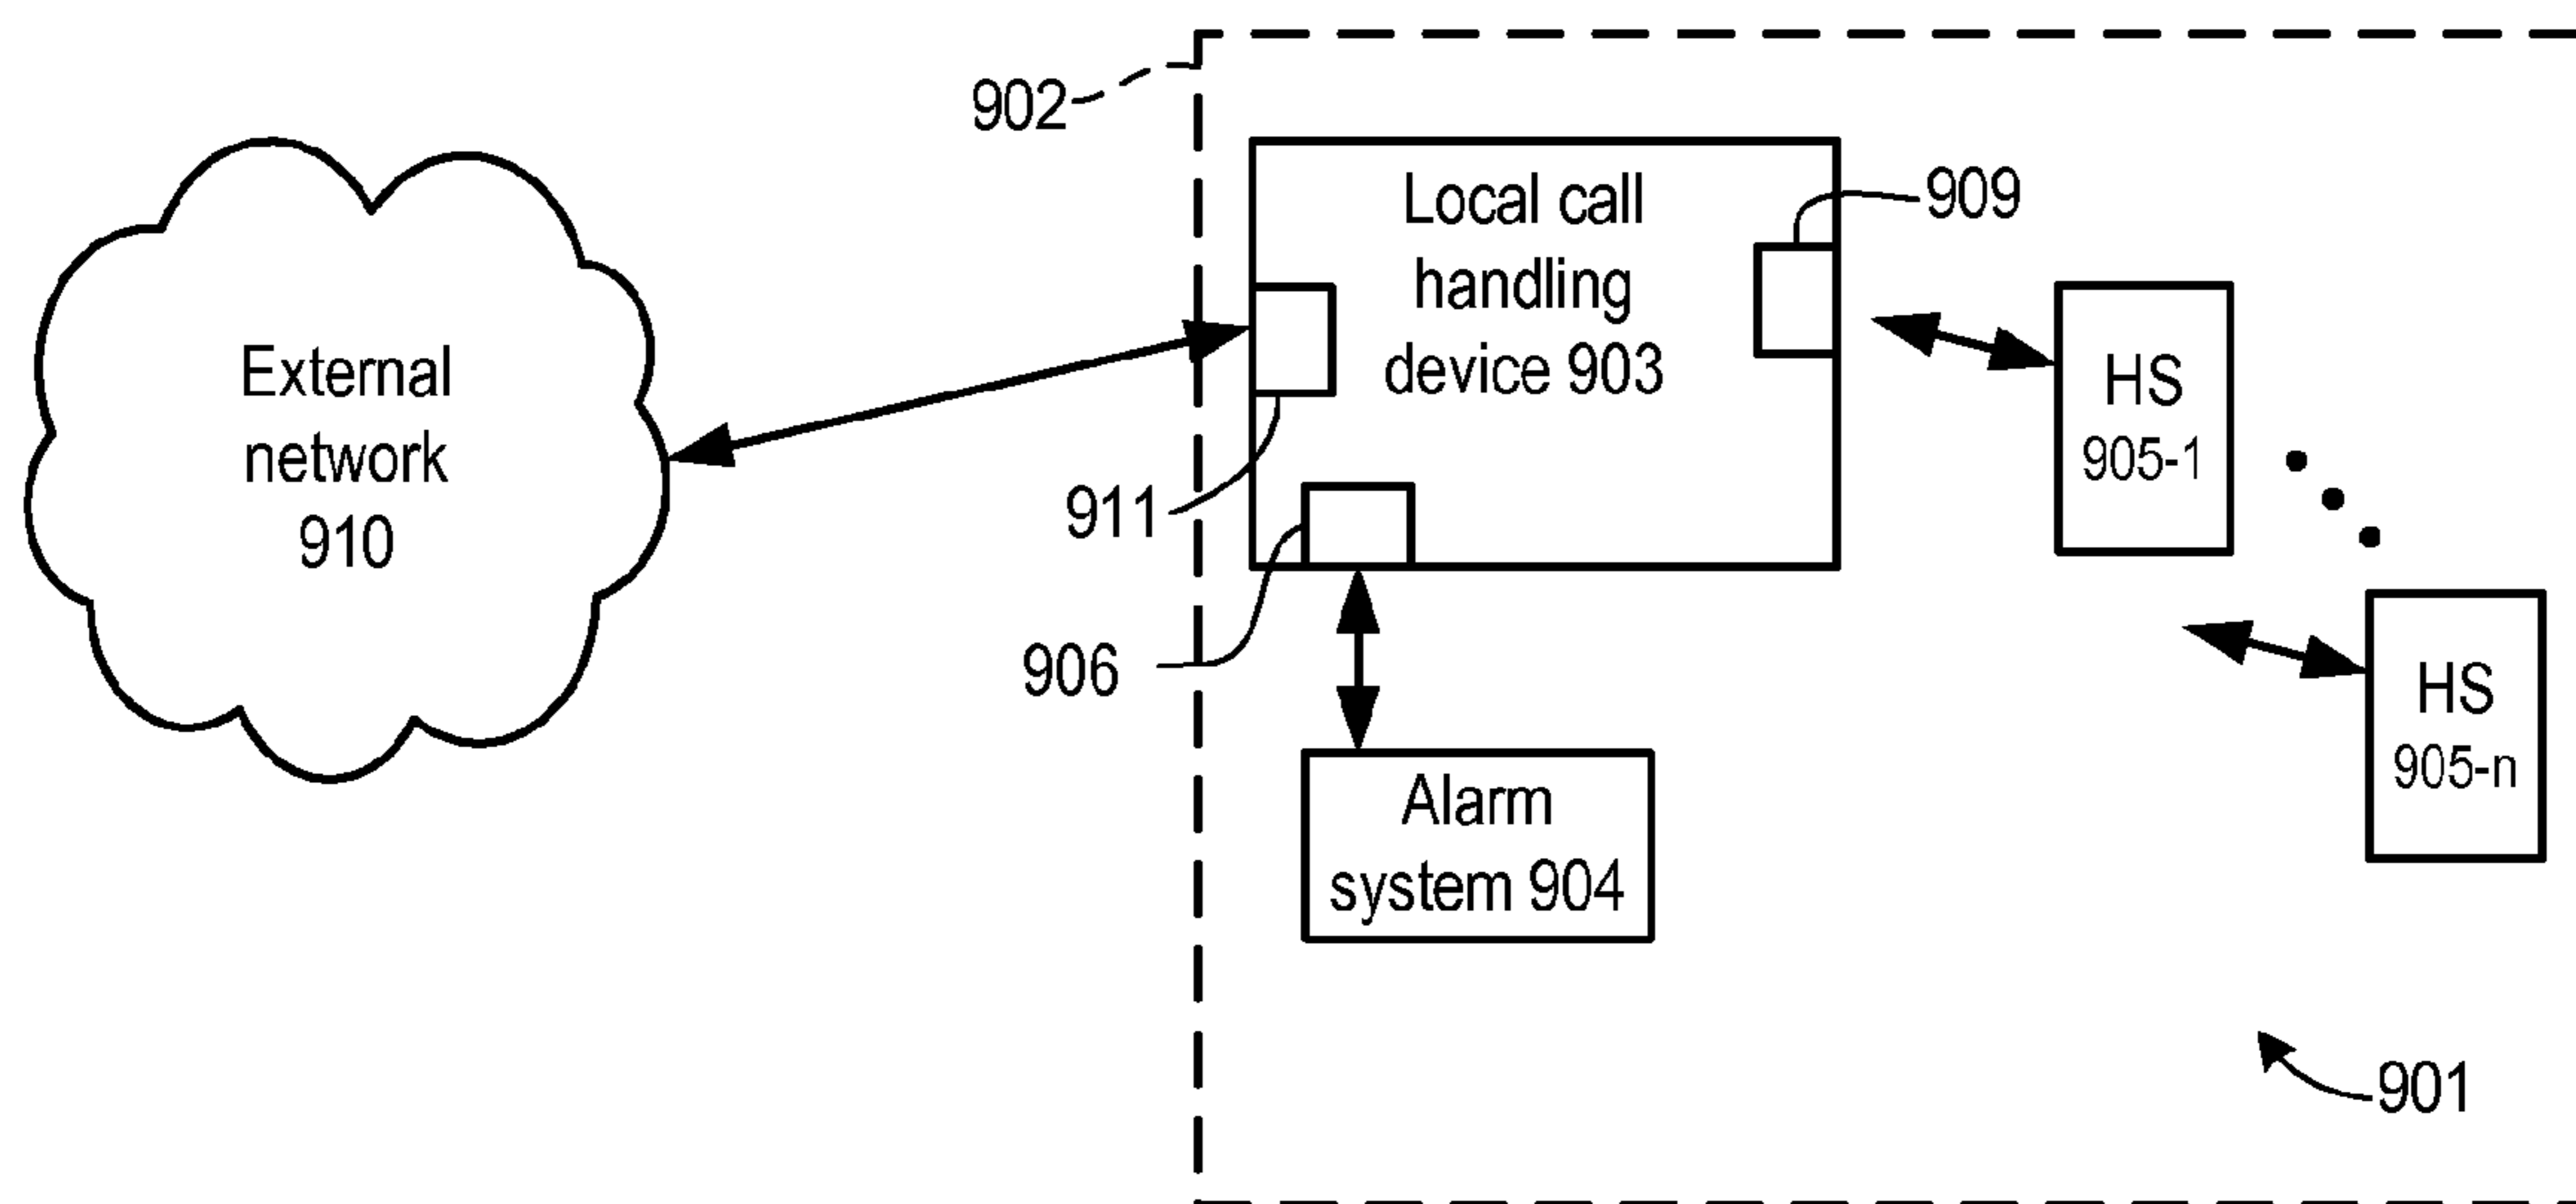 902
Local call
handling
device 903
909
External
network
910
911
HS
905-1
906
HS
905-n
Alarm
system 904
901